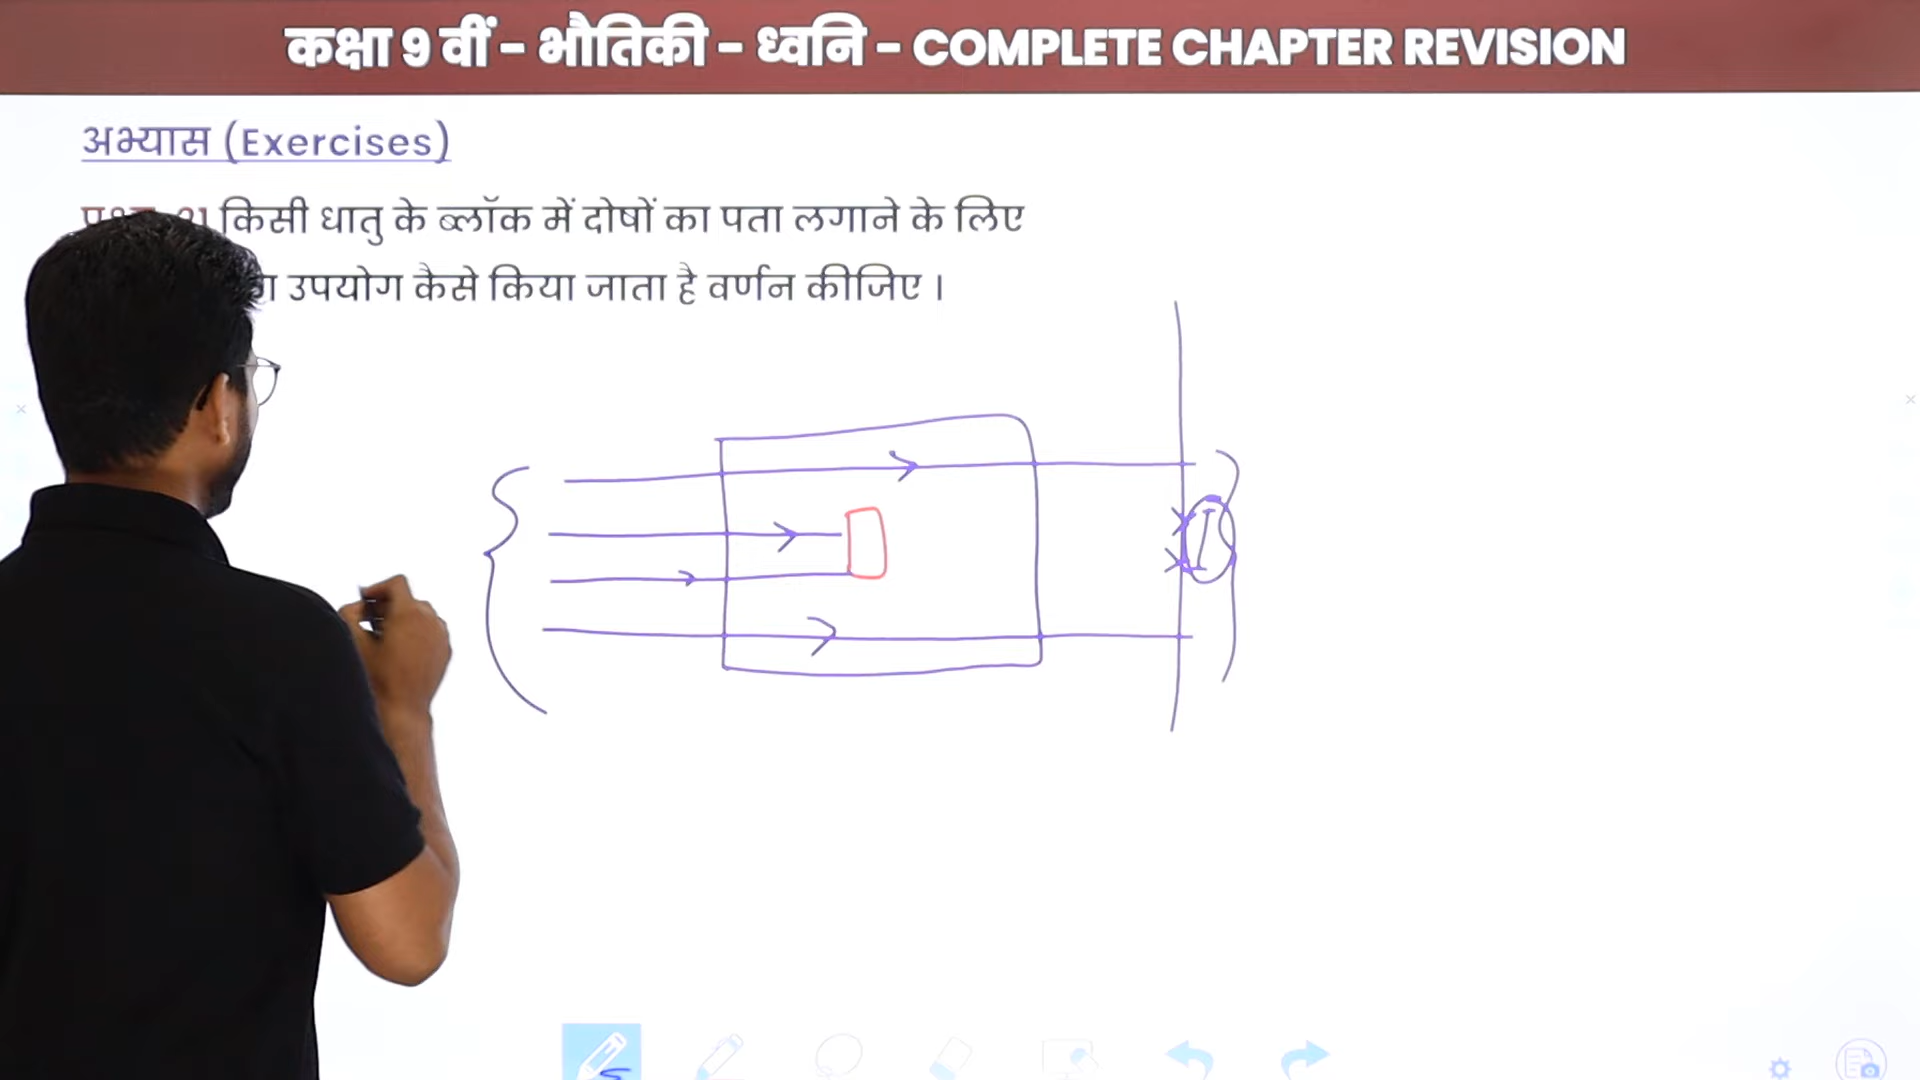 कक्षा 9 वीं - भौतिकी - ध्वनि - COMPLETE CHAPTER REVISION
अभ्यास (Exercises)
किसी धातु के ब्लॉक में दोषों का पता लगाने के लिए
उपयोग कैसे किया जाता है वर्णन कीजिए ।